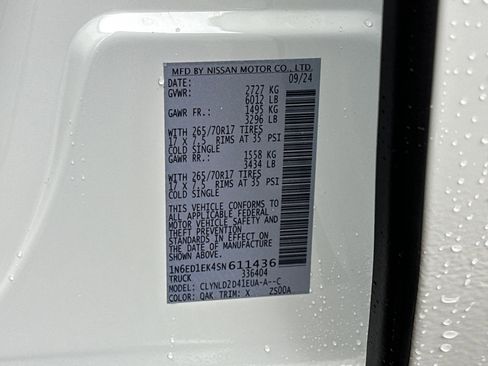 MFD BY NISSAN MOTOR CO., LTD.
DATE: 09/24
GVWR: 2727 KG
6012 LB
GAWR FR.: 1495 KG
3296 LB
WITH 265/70R17 TIRES
17 X 7.5 RIMS AT 35 PSI
COLD SINGLE
GAWR RR.: 1558 KG
3434 LB
WITH 265/70R17 TIRES
17 X 7.5 RIMS AT 35 PSI
COLD SINGLE
THIS VEHICLE CONFORMS TO
ALL APPLICABLE FEDERAL
MOTOR VEHICLE SAFETY
AND THEFT PREVENTION
STANDARDS IN EFFECT ON
THE DATE OF MANUFACTURE
SHOWN ABOVE.
1N6ED1EK4SN611436
TRUCK 336404
MODEL: CLYNLDZD41EUA-A--C
COLOR: QAK TRIM: X ZS00A